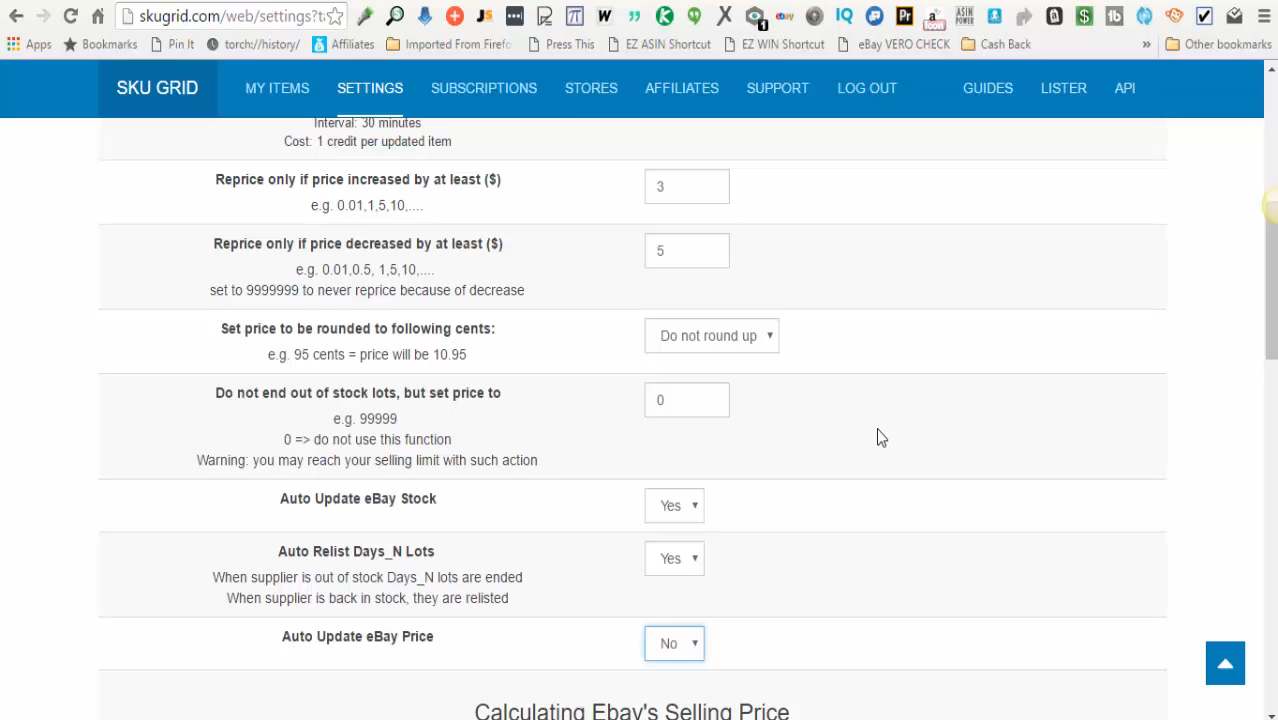 skugrid.com/web/settings?t
Apps Bookmarks Pin It torch://history/ Affiliates Imported From Firef Press This EZ ASIN Shortcut EZ WIN Shortcut eBay VERO CHECK Cash Back » Other bookmarks
SKU GRID MY ITEMS SETTINGS SUBSCRIPTIONS STORES AFFILIATES SUPPORT LOG OUT GUIDES LISTER API
Interval: 30 minutes
Cost: 1 credit per updated item
Reprice only if price increased by at least ($) 3
e.g. 0.01,1,5,10,....
Reprice only if price decreased by at least ($) 5
e.g. 0.01,0.5, 1,5,10,....
set to 9999999 to never reprice because of decrease
Set price to be rounded to following cents: Do not round up
e.g. 95 cents = price will be 10.95
Do not end out of stock lots, but set price to 0
e.g. 99999
0 => do not use this function
Warning: you may reach your selling limit with such action
Auto Update eBay Stock Yes
Auto Relist Days_N Lots Yes
When supplier is out of stock Days_N lots are ended
When supplier is back in stock, they are relisted
Auto Update eBay Price No
Calculating Ebay's Selling Price